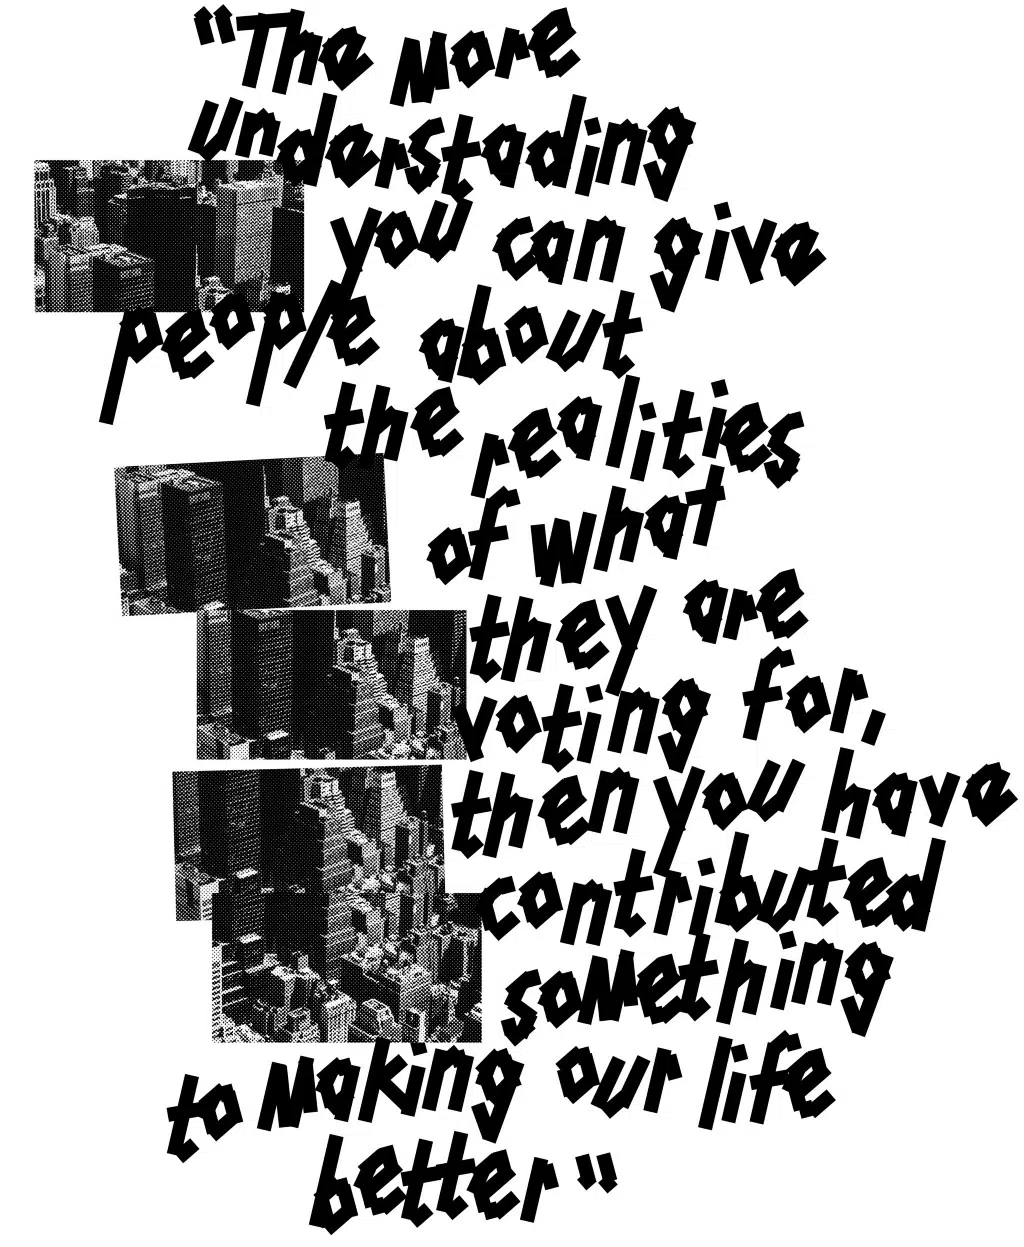 "The More
understading
you can give
people about
the realities
of what
they are
voting for,
then you have
contributed
something
to Making our life
better"